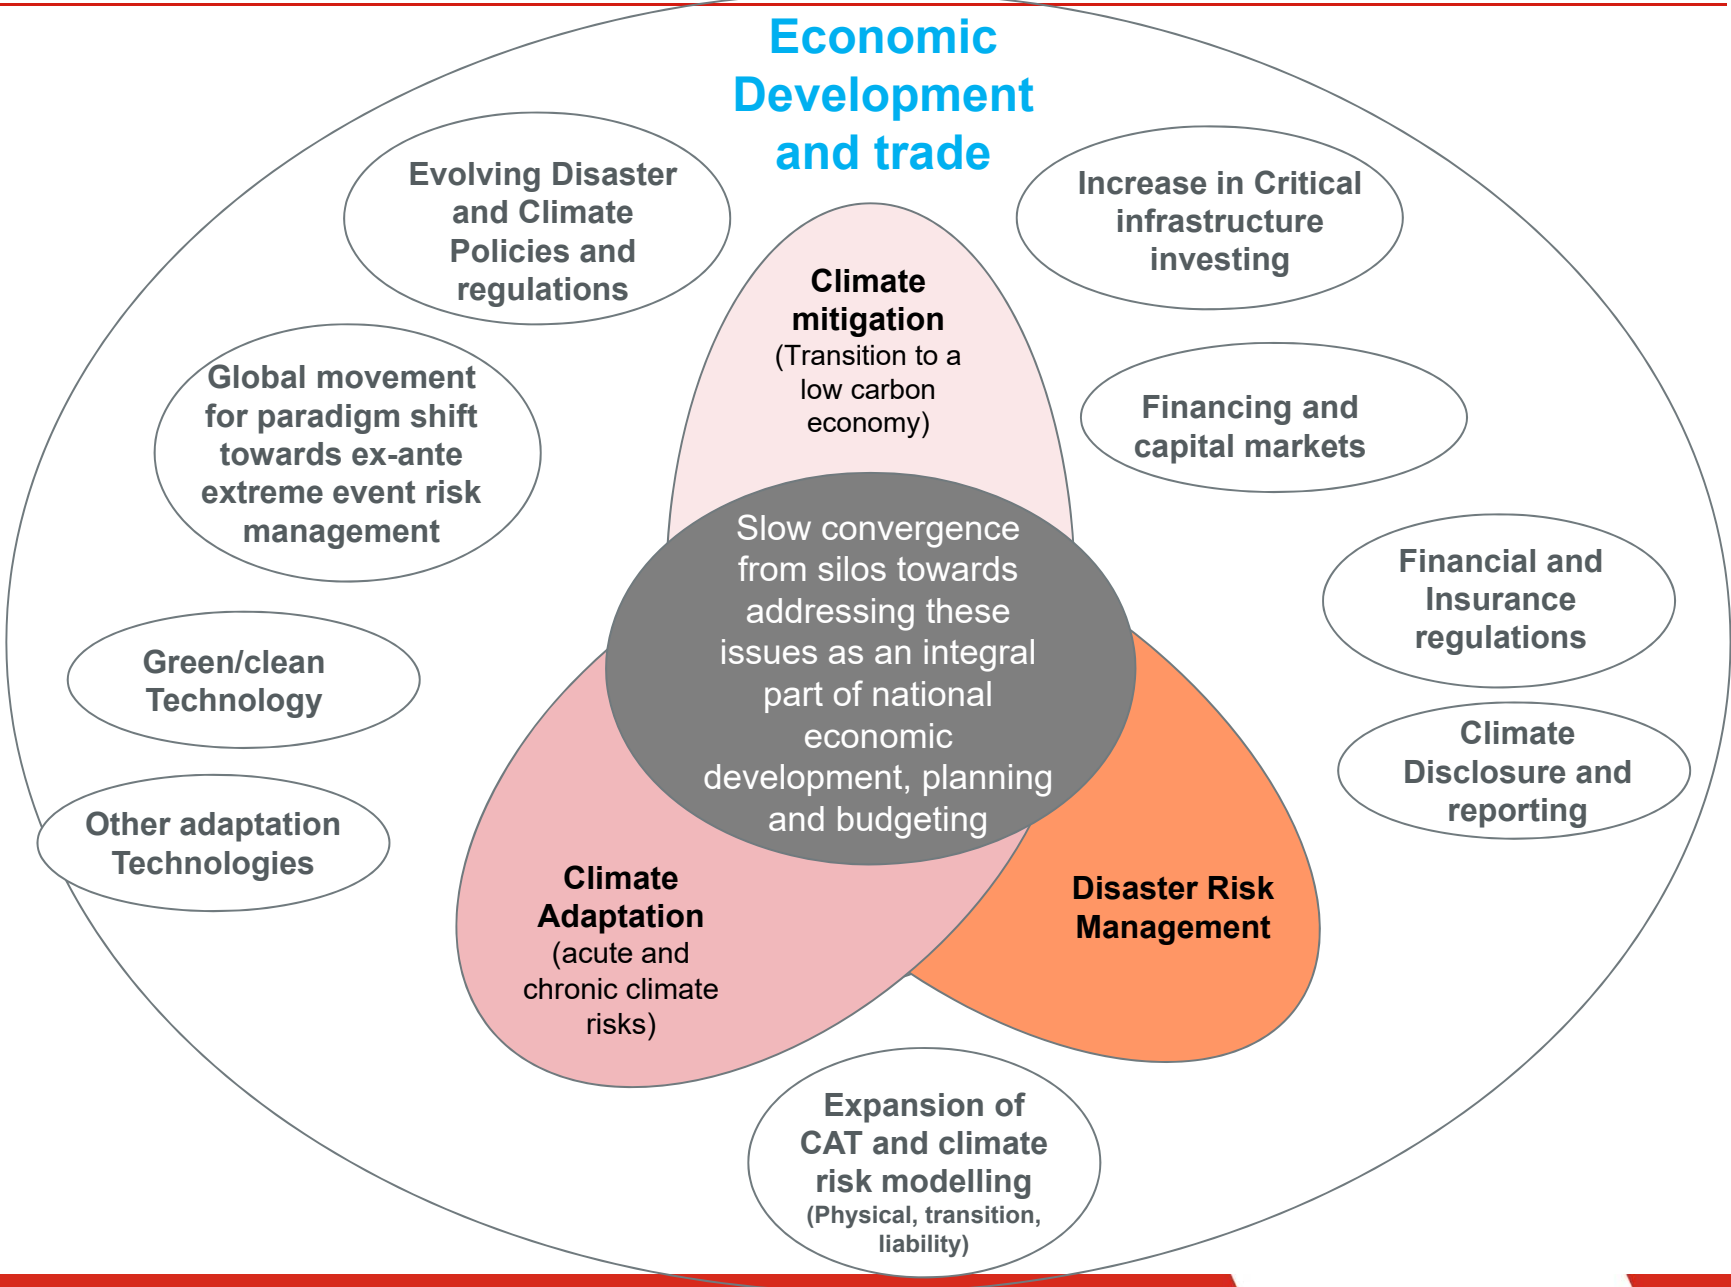 Economic
Development
and trade
Evolving Disaster
and Climate
Policies and
regulations
Increase in Critical
infrastructure
investing
Climate
mitigation
(Transition to a
low carbon
economy)
Global movement
for paradigm shift
towards ex-ante
extreme event risk
management
Financing and
capital markets
Slow convergence
from silos towards
addressing these
issues as an integral
part of national
economic
development, planning
and budgeting
Financial and
Insurance
regulations
Green/clean
Technology
Climate
Disclosure and
reporting
Other adaptation
Technologies
Climate
Adaptation
(acute and
chronic climate
risks)
Disaster Risk
Management
Expansion of
CAT and climate
risk modelling
(Physical, transition,
liability)